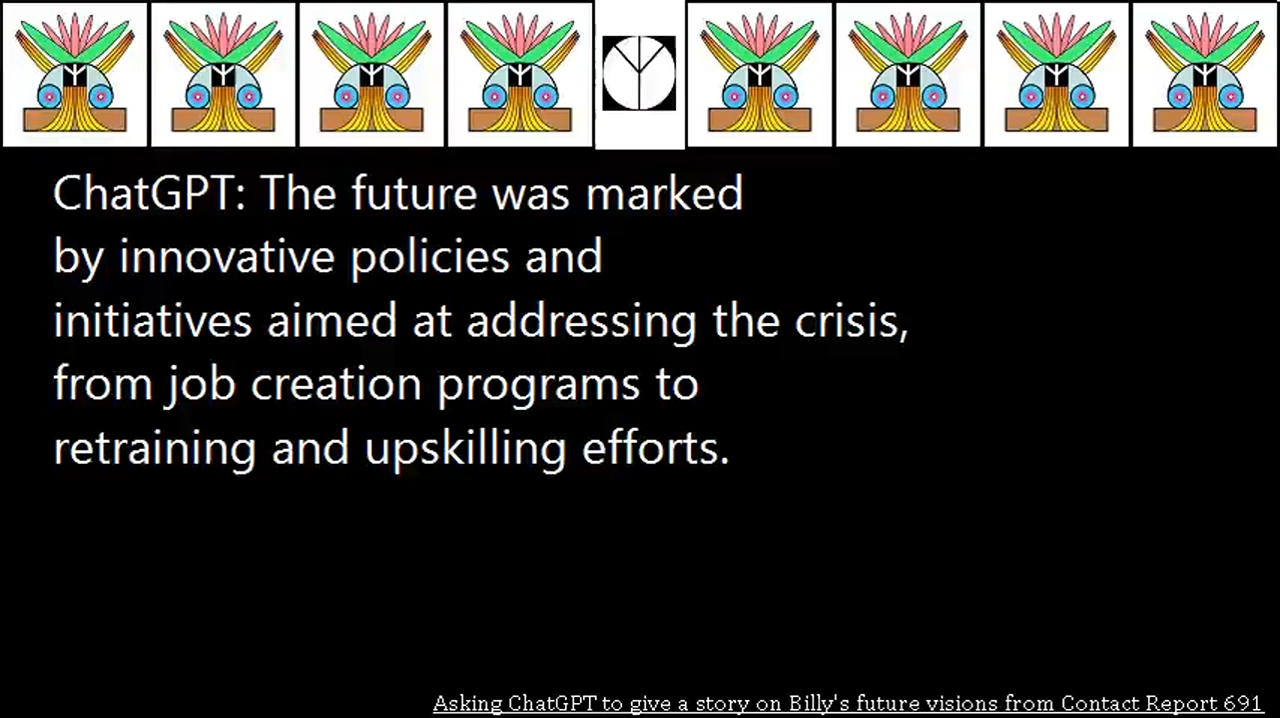 ChatGPT: The future was marked
by innovative policies and
initiatives aimed at addressing the crisis,
from job creation programs to
retraining and upskilling efforts.
Asking ChatGPT to give a story on Billy's future visions from Contact Report 691